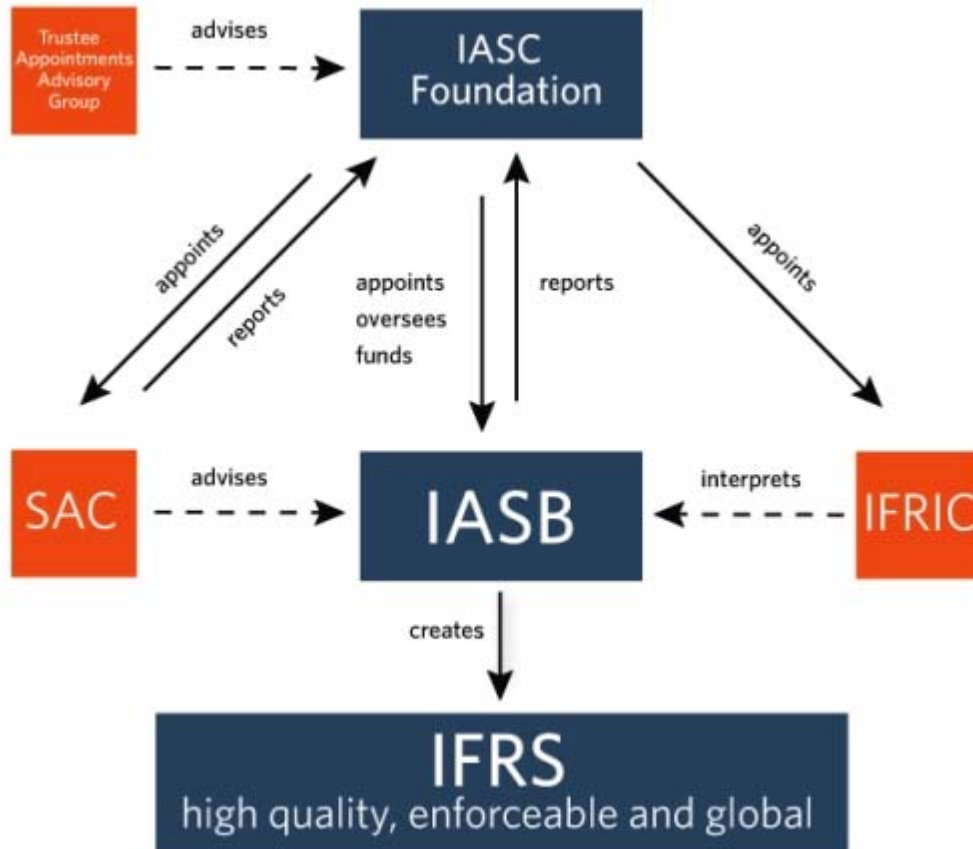 Trustee
Appointments
Advisory
Group
advises
IASC
Foundation
appoints
reports
appoints
oversees
funds
reports
appoints
SAC
advises
IASB
interprets
IFRIC
creates
IFRS
high quality, enforceable and global